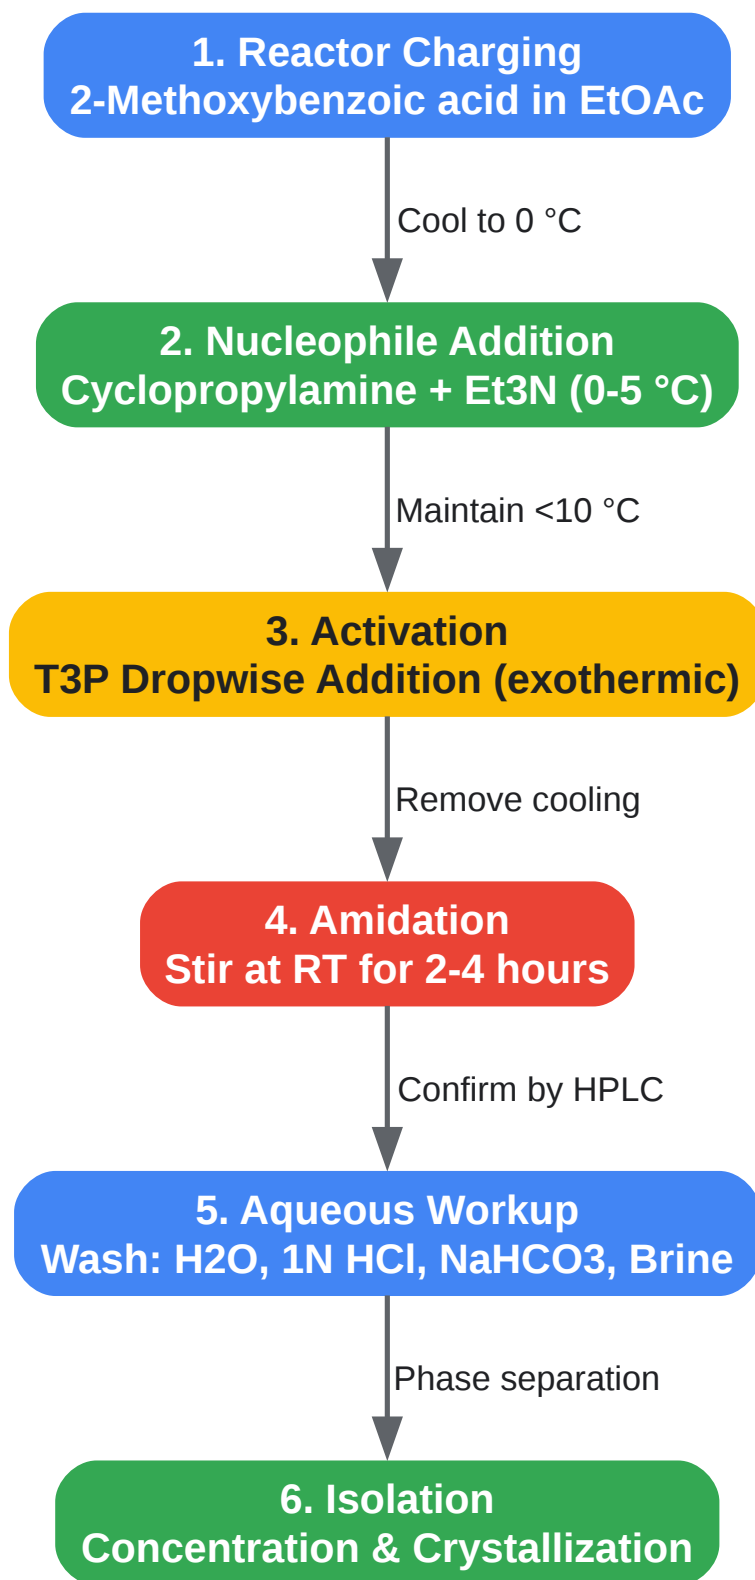 1. Reactor Charging
2-Methoxybenzoic acid in EtOAc
Cool to 0 °C
2. Nucleophile Addition
Cyclopropylamine + Et3N (0-5 °C)
Maintain <10 °C
3. Activation
T3P Dropwise Addition (exothermic)
Remove cooling
4. Amidation
Stir at RT for 2-4 hours
Confirm by HPLC
5. Aqueous Workup
Wash: H2O, 1N HCl, NaHCO3, Brine
Phase separation
6. Isolation
Concentration & Crystallization